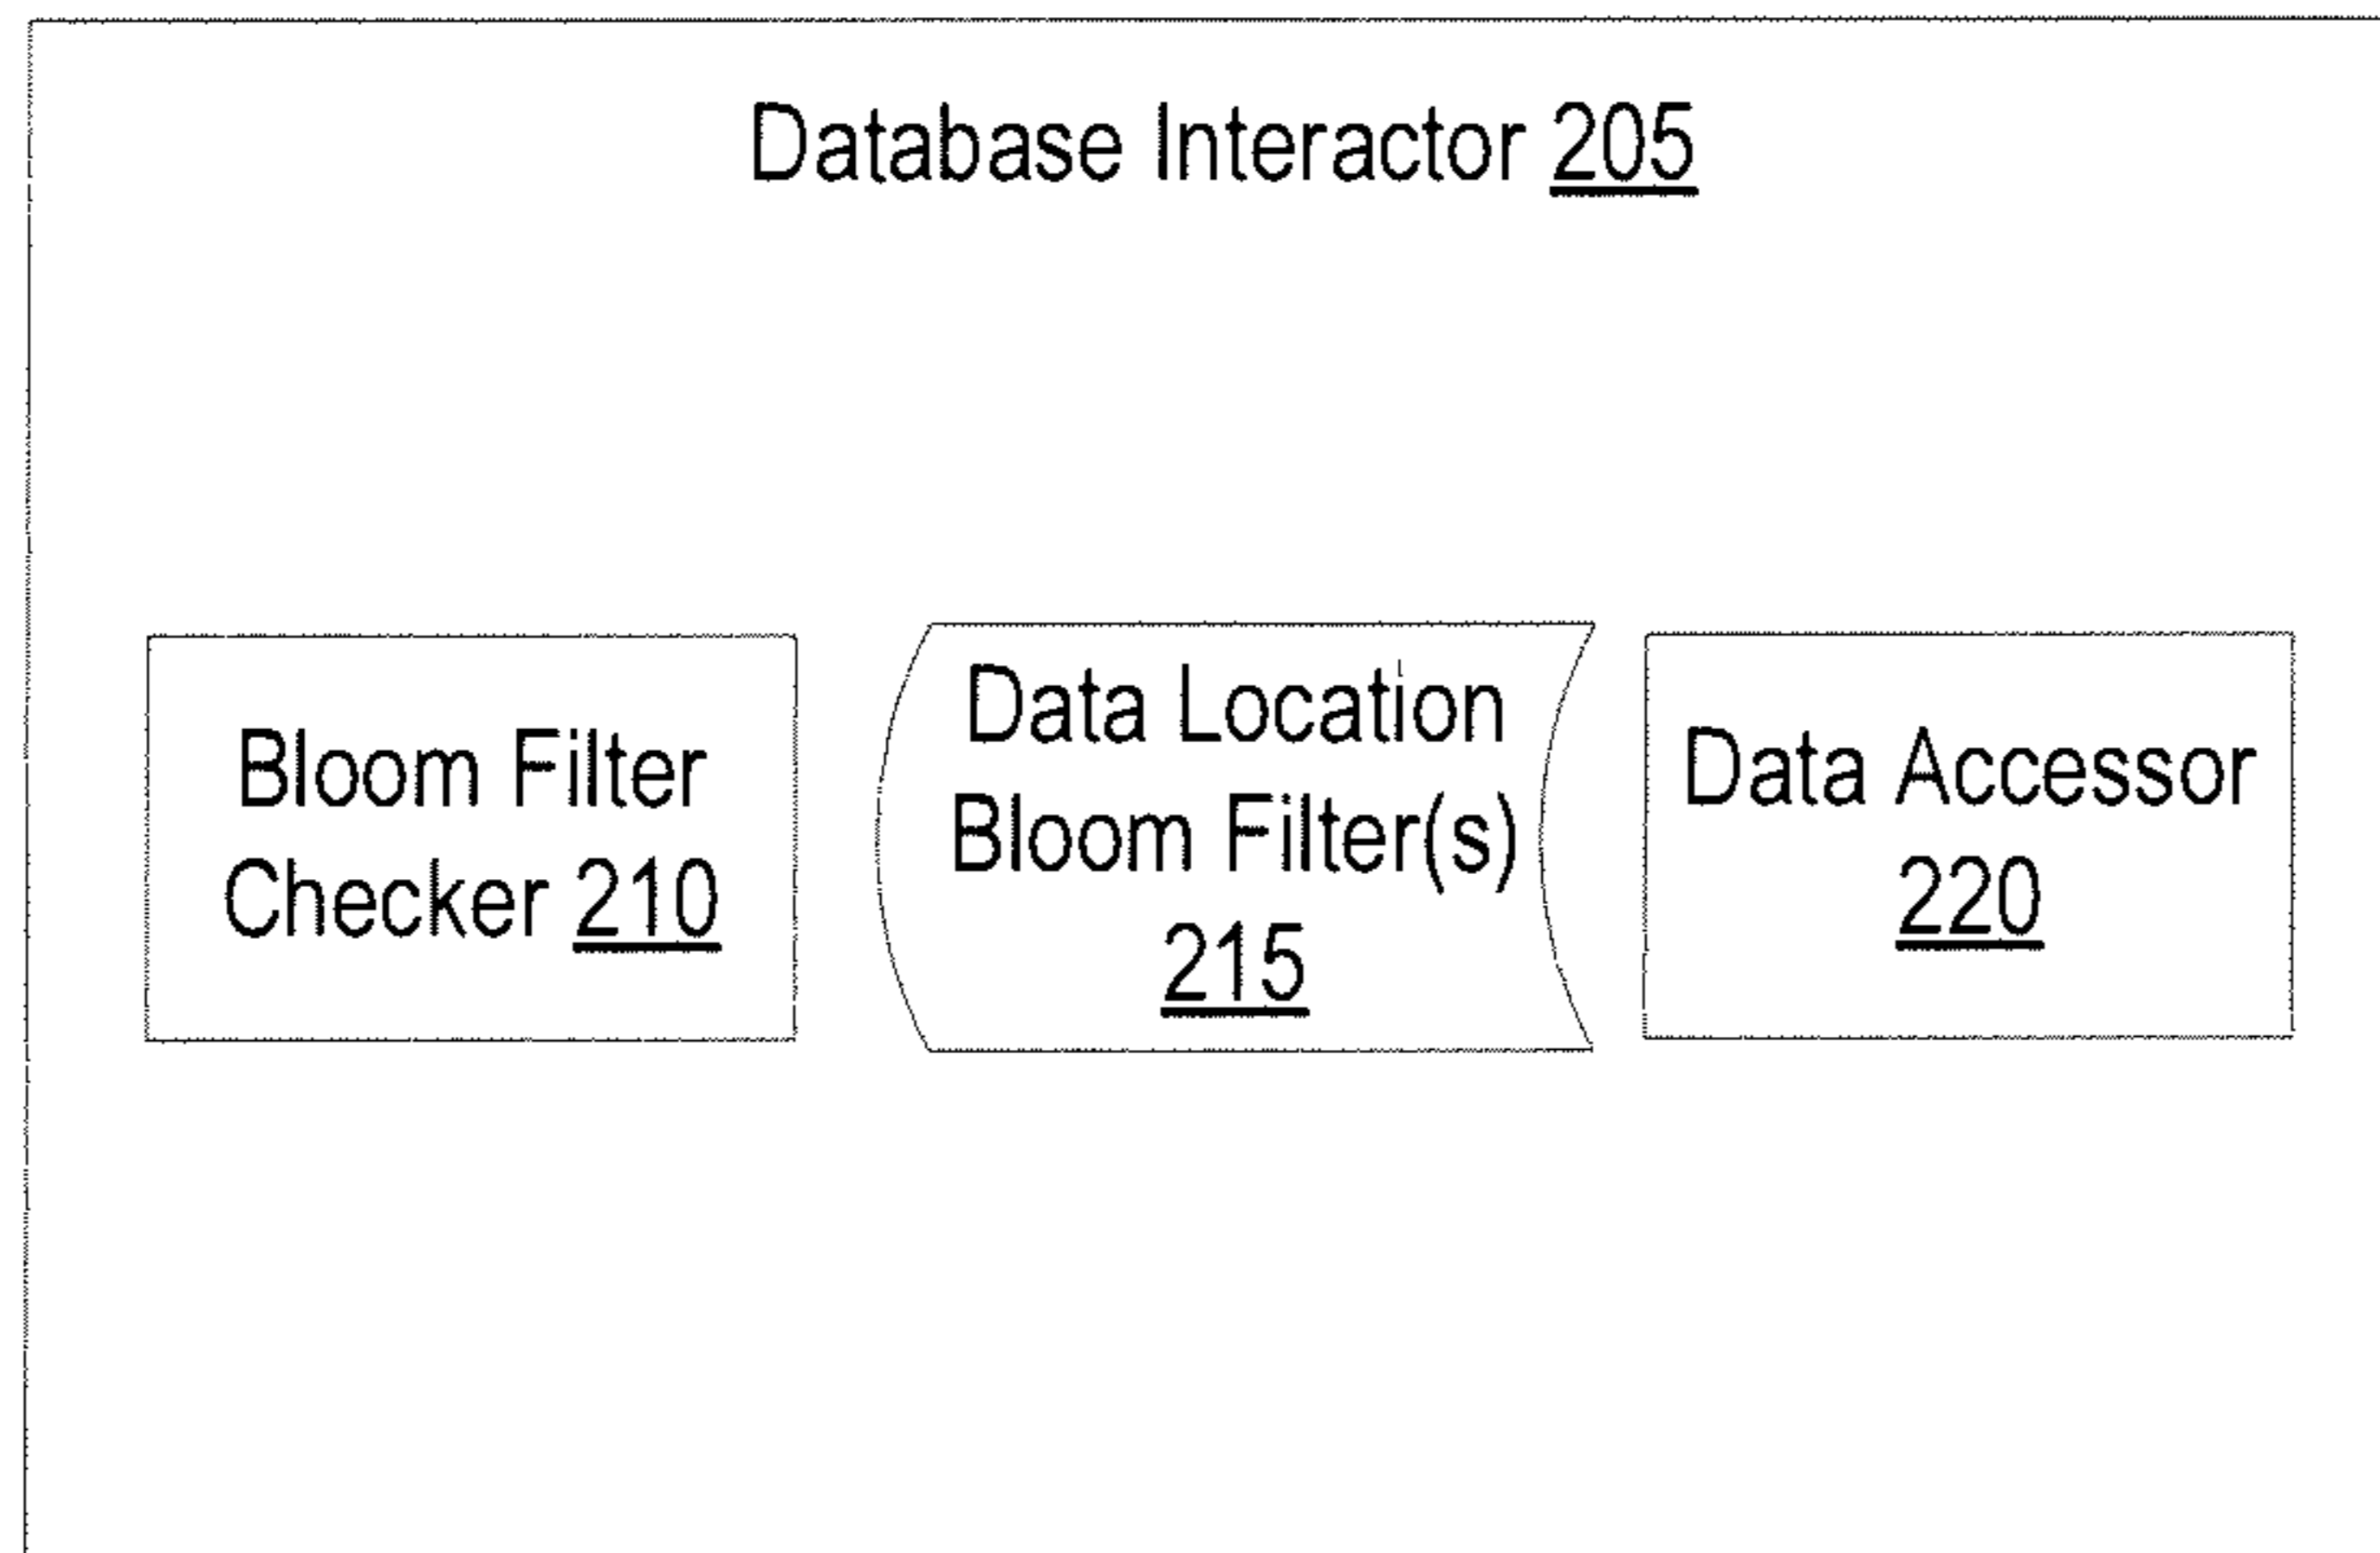 Database Interactor 205
Bloom Filter
Checker 210
Data Location
Bloom Filter(s)
215
Data Accessor
220